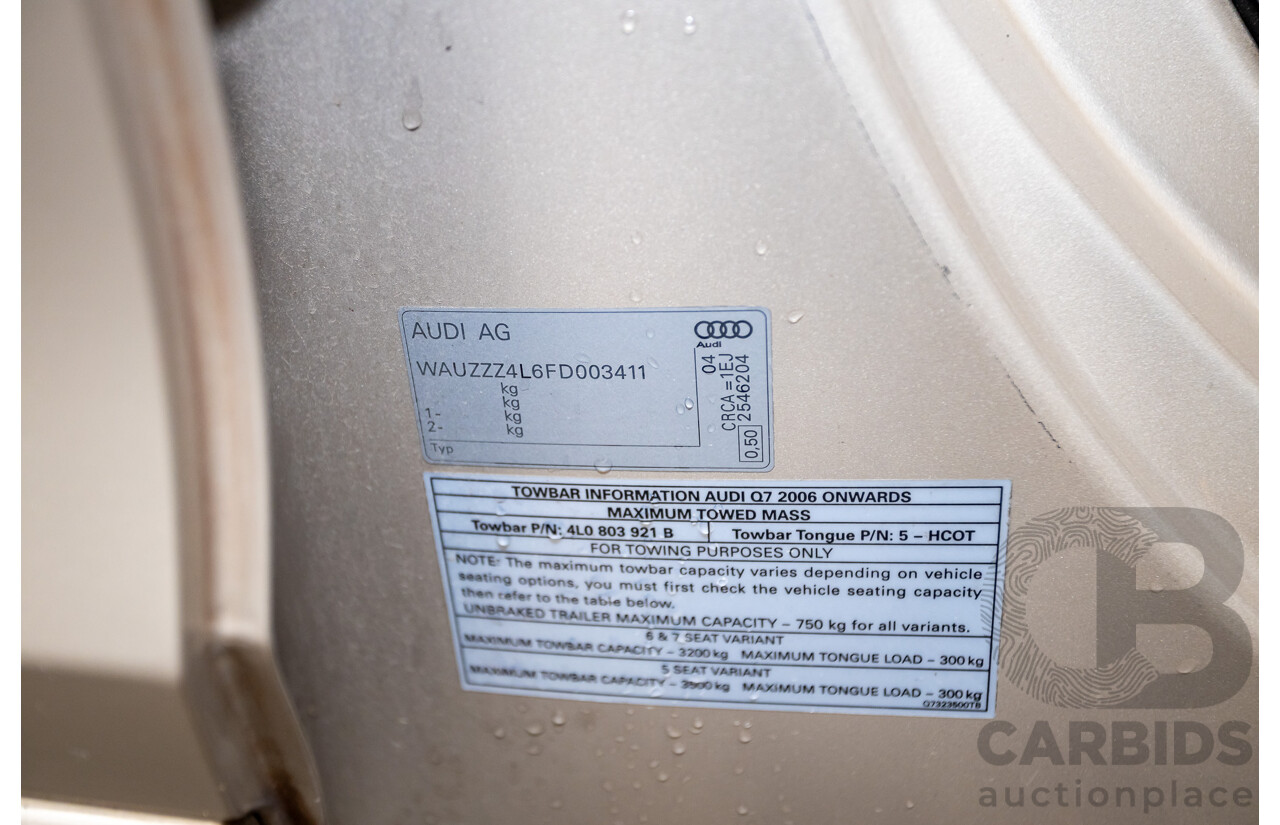 AUDI AG
Audi
WAUZZZ4L6FD003411
kg
kg
1- kg
2- kg
Typ
04
CRCA=1EJ
2546204
0,50
TOWBAR INFORMATION AUDI Q7 2006 ONWARDS
MAXIMUM TOWED MASS
Towbar P/N: 4L0 803 921 B Towbar Tongue P/N: 5 – HCOT
FOR TOWING PURPOSES ONLY
NOTE: The maximum towbar capacity varies depending on vehicle
seating options, you must first check the vehicle seating capacity
then refer to the table below.
UNBRAKED TRAILER MAXIMUM CAPACITY – 750 kg for all variants.
6 & 7 SEAT VARIANT
MAXIMUM TOWBAR CAPACITY – 3200 kg MAXIMUM TONGUE LOAD – 300 kg
5 SEAT VARIANT
MAXIMUM TOWBAR CAPACITY – 3500 kg MAXIMUM TONGUE LOAD – 300 kg
Q7323500TB
CB
CARBIDS
auctionplace